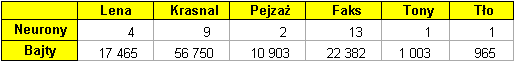 Lena Krasnal Pejzaż Faks Tony Tło
Neurony 4 9 2 13 1 1
Bajty 17 465 56 750 10 903 22 382 1 003 965